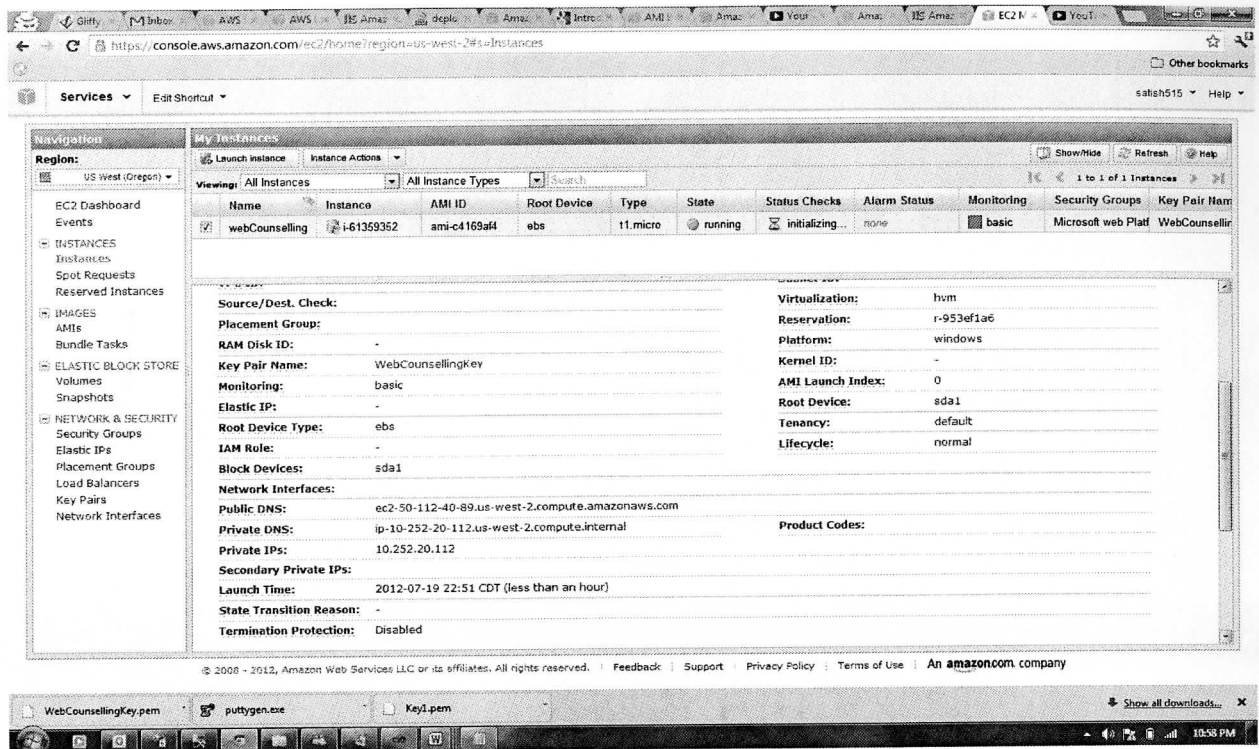 Gliffy
Inbox
AWS
AWS
Amaz
deplo
Amaz
Introd
AMI
Amaz
Your
Amaz
Amaz
EC2 M
YouT
https://console.aws.amazon.com/ec2/home?region=us-west-2#s=Instances
Other bookmarks
Services
Edit Shortcut
satish515
Help
Navigation
Region:
US West (Oregon)
EC2 Dashboard
Events
INSTANCES
Instances
Spot Requests
Reserved Instances
IMAGES
AMIs
Bundle Tasks
ELASTIC BLOCK STORE
Volumes
Snapshots
NETWORK & SECURITY
Security Groups
Elastic IPs
Placement Groups
Load Balancers
Key Pairs
Network Interfaces
My Instances
Launch Instance Instance Actions Show/Hide Refresh Help
Viewing: All Instances All Instance Types Search 1 to 1 of 1 Instances
Name Instance AMI ID Root Device Type State Status Checks Alarm Status Monitoring Security Groups Key Pair Nam
webCounselling i-61359352 ami-c4169af4 ebs t1.micro running initializing... none basic Microsoft web Platf WebCounsellin
Source/Dest. Check:
Placement Group:
RAM Disk ID: -
Key Pair Name: WebCounsellingKey
Monitoring: basic
Elastic IP: -
Root Device Type: ebs
IAM Role: -
Block Devices: sda1
Network Interfaces:
Public DNS: ec2-50-112-40-89.us-west-2.compute.amazonaws.com
Private DNS: ip-10-252-20-112.us-west-2.compute.internal
Private IPs: 10.252.20.112
Secondary Private IPs:
Launch Time: 2012-07-19 22:51 CDT (less than an hour)
State Transition Reason: -
Termination Protection: Disabled
Virtualization: hvm
Reservation: r-953ef1a6
Platform: windows
Kernel ID: -
AMI Launch Index: 0
Root Device: sda1
Tenancy: default
Lifecycle: normal
Product Codes:
© 2008 - 2012, Amazon Web Services LLC or its affiliates. All rights reserved. Feedback Support Privacy Policy Terms of Use An amazon.com company
WebCounsellingKey.pem puttygen.exe Key1.pem Show all downloads...
10:58 PM